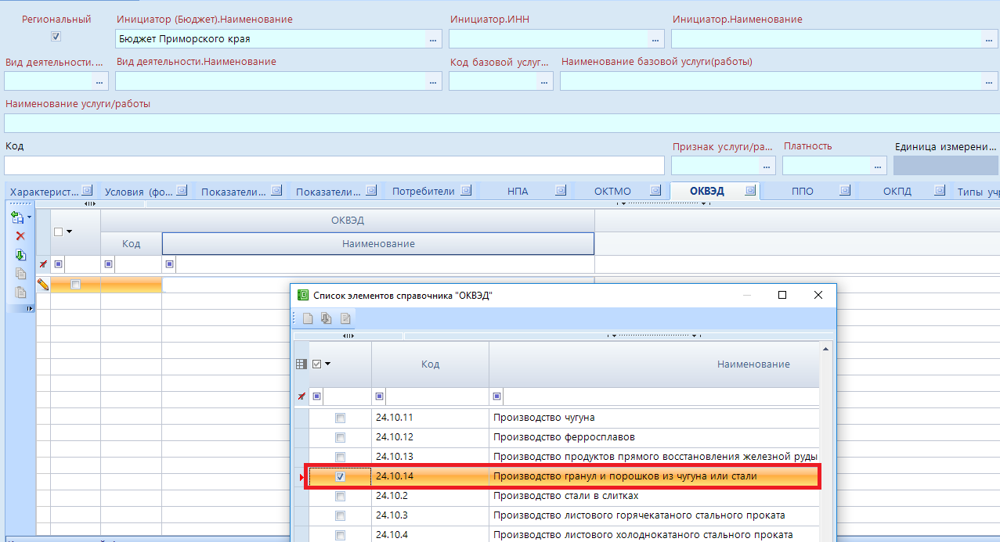 Региональный
Инициатор (Бюджет).Наименование
Инициатор.ИНН
Инициатор.Наименование
Бюджет Приморского края
...
...
...
Вид деятельности....
Вид деятельности.Наименование
Код базовой услуг...
Наименование базовой услуги(работы)
...
...
...
...
Наименование услуги/работы
Код
Признак услуги/ра...
Платность
Единица измерени...
...
...
Характерист...
Условия (фо...
Показатели...
Показатели...
Потребители
НПА
ОКТМО
ОКВЭД
ППО
ОКПД
Типы учр
ОКВЭД
Код
Наименование
Список элементов справочника "ОКВЭД"
Код
Наименование
24.10.11 Производство чугуна
24.10.12 Производство ферросплавов
24.10.13 Производство продуктов прямого восстановления железной руды
24.10.14 Производство гранул и порошков из чугуна или стали
24.10.2 Производство стали в слитках
24.10.3 Производство листового горячекатаного стального проката
24.10.4 Производство листового холоднокатаного стального проката